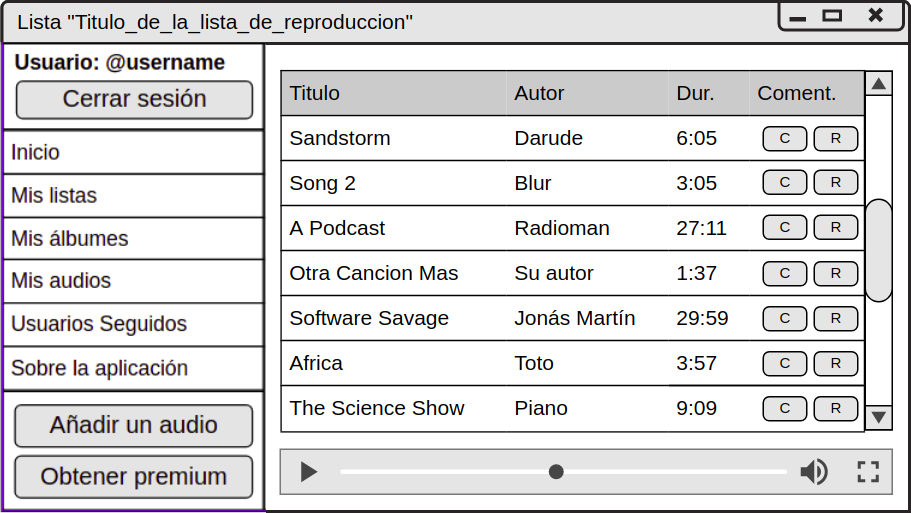 Lista "Titulo_de_la_lista_de_reproduccion"
Usuario: @username
Cerrar sesión
Inicio
Mis listas
Mis álbumes
Mis audios
Usuarios Seguidos
Sobre la aplicación
Añadir un audio
Obtener premium
Titulo Autor Dur. Coment.
Sandstorm Darude 6:05 C R
Song 2 Blur 3:05 C R
A Podcast Radioman 27:11 C R
Otra Cancion Mas Su autor 1:37 C R
Software Savage Jonás Martín 29:59 C R
Africa Toto 3:57 C R
The Science Show Piano 9:09 C R